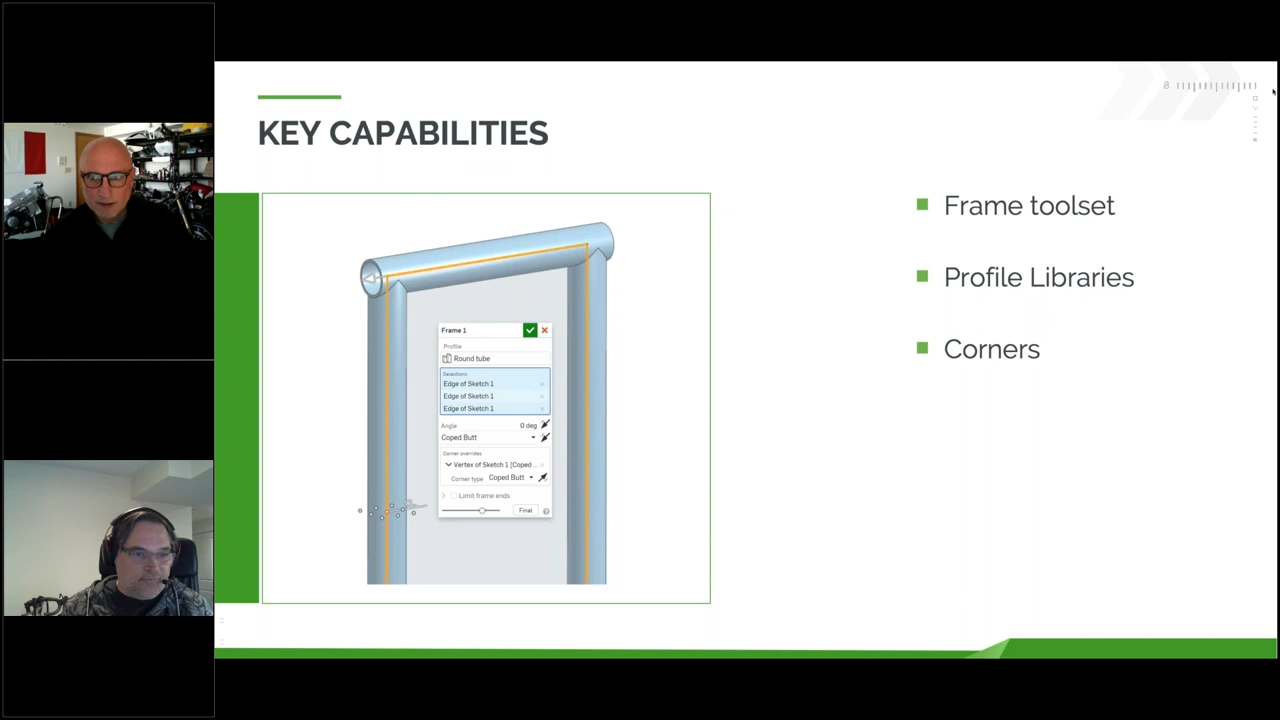 8
KEY CAPABILITIES
Frame toolset
Profile Libraries
Corners
Frame 1
Profile
Round tube
Selections
Edge of Sketch 1
Edge of Sketch 1
Edge of Sketch 1
Angle 0 deg
Coped Butt
Corner overrides
Vertex of Sketch 1 [Coped ...
Corner type Coped Butt
Limit frame ends
Final